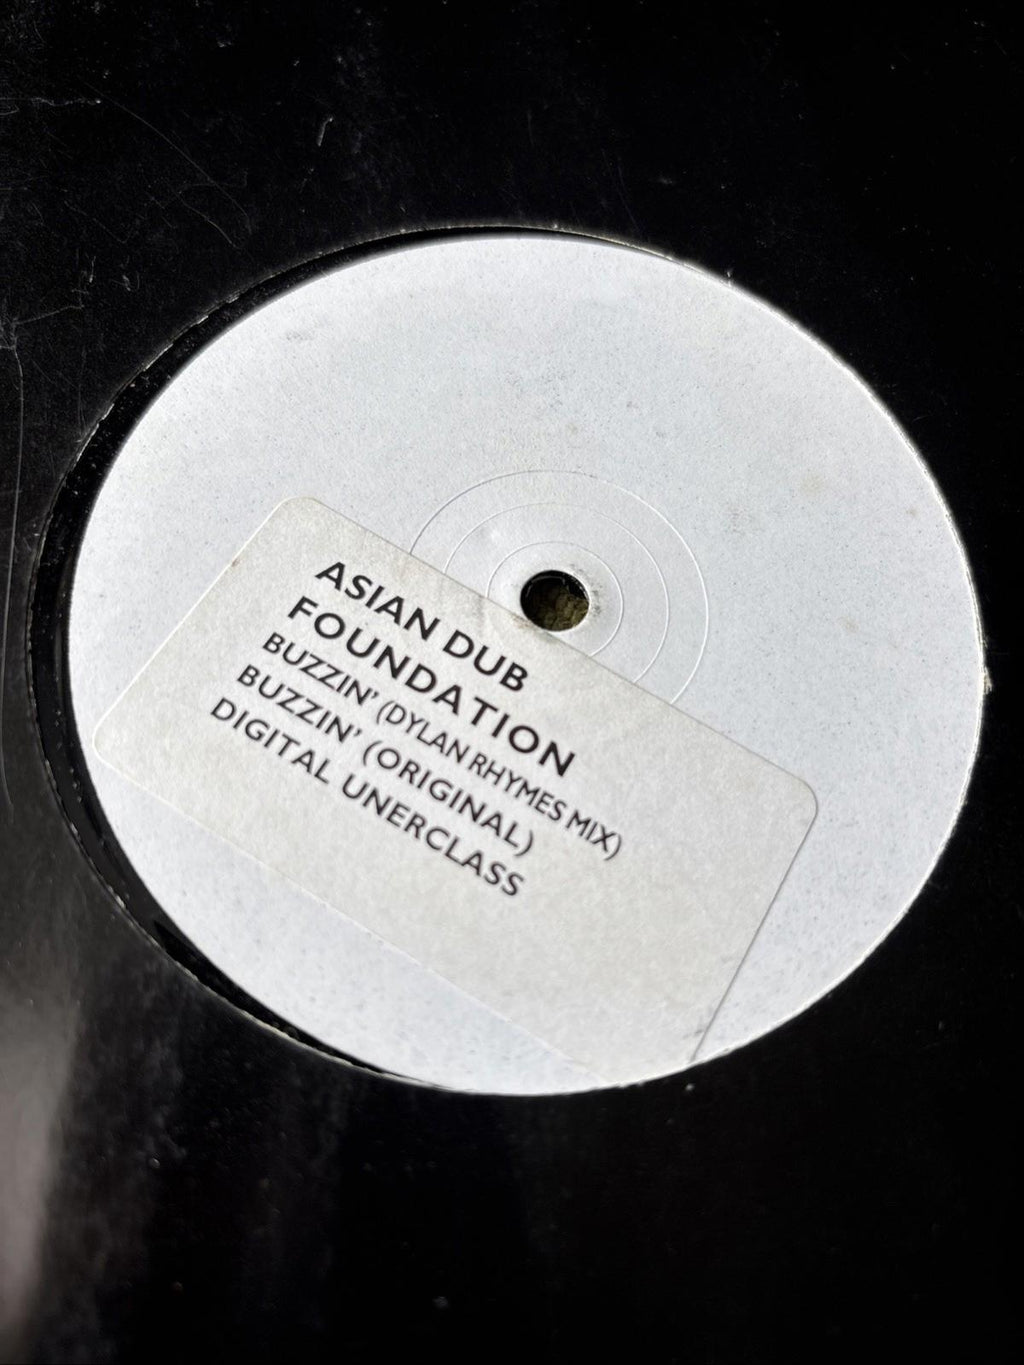 ASIAN DUB
FOUNDATION
BUZZIN' (DYLAN RHYMES MIX)
BUZZIN' (ORIGINAL)
DIGITAL UNERCLASS